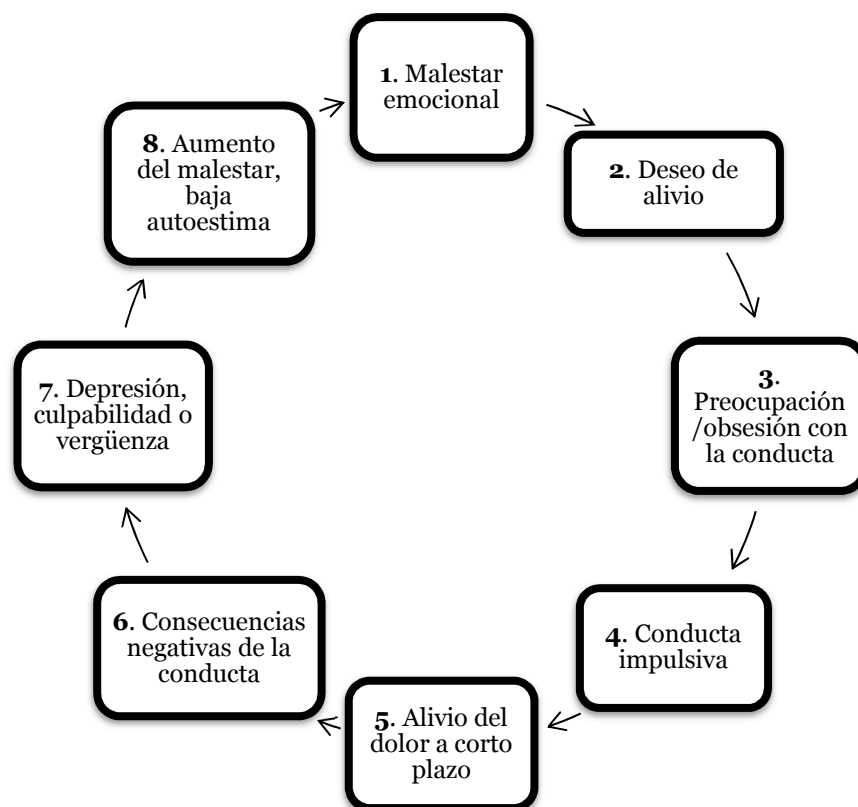 1. Malestar
emocional
2. Deseo de
alivio
3.
Preocupación
/obsesión con
la conducta
4. Conducta
impulsiva
5. Alivio del
dolor a corto
plazo
6. Consecuencias
negativas de la
conducta
7. Depresión,
culpabilidad o
vergüenza
8. Aumento
del malestar,
baja
autoestima